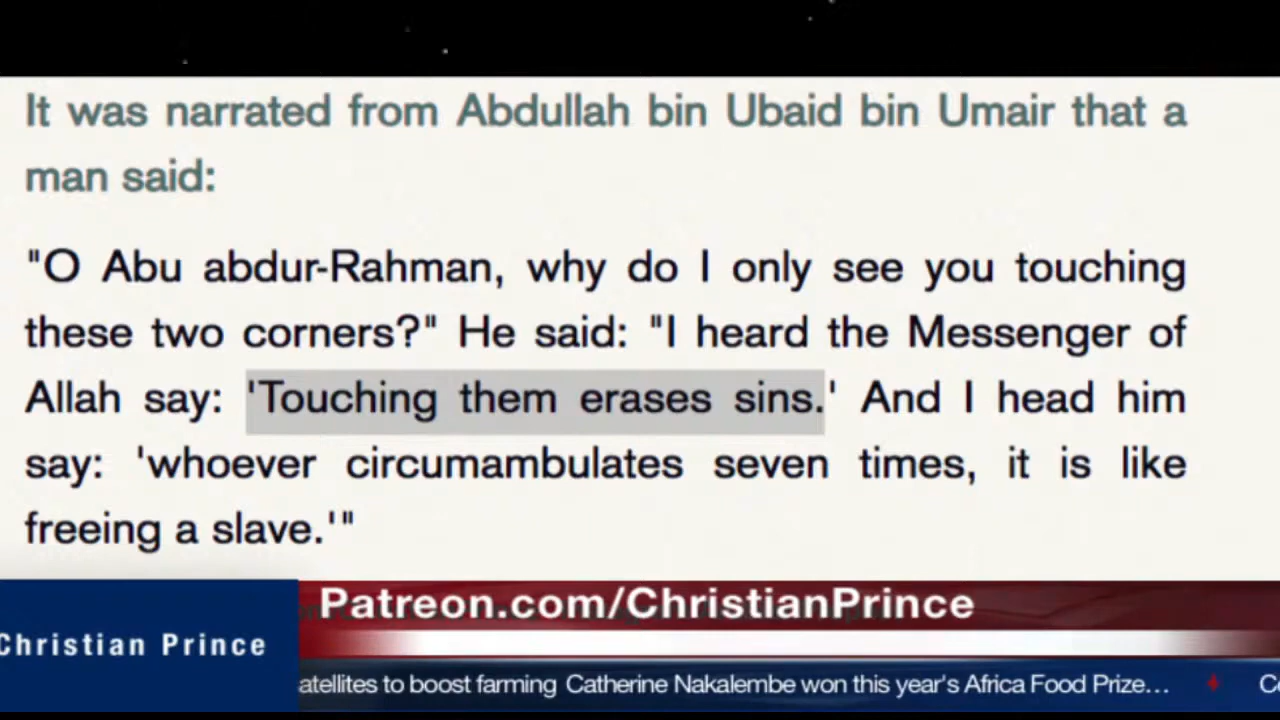 It was narrated from Abdullah bin Ubaid bin Umair that a
man said:
"O Abu abdur-Rahman, why do I only see you touching
these two corners?" He said: "I heard the Messenger of
Allah say: 'Touching them erases sins.' And I head him
say: 'whoever circumambulates seven times, it is like
freeing a slave.'"
Patreon.com/ChristianPrince
Christian Prince
atellites to boost farming Catherine Nakalembe won this year's Africa Food Prize...